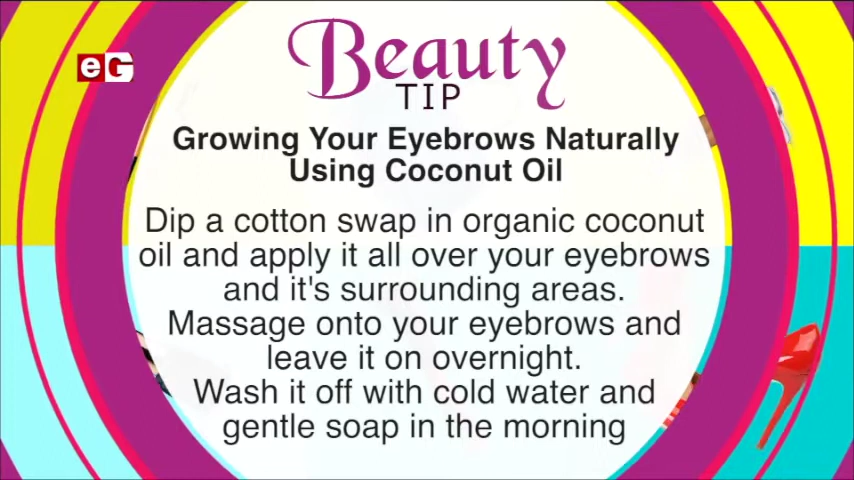 eG
Beauty
TIP
Growing Your Eyebrows Naturally
Using Coconut Oil
Dip a cotton swap in organic coconut
oil and apply it all over your eyebrows
and it's surrounding areas.
Massage onto your eyebrows and
leave it on overnight.
Wash it off with cold water and
gentle soap in the morning